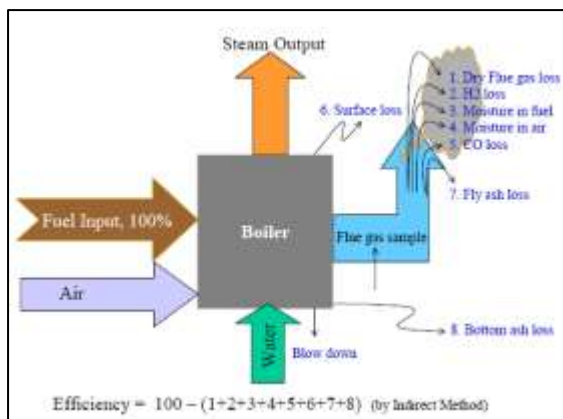 Steam Output
1. Dry Flue gas loss
2. H2 loss
3. Moisture in fuel
4. Moisture in air
5. CO loss
6. Surface loss
7. Fly ash loss
Fuel Input, 100%
Boiler
Flue gas sample
Air
Water
Blow down
8. Bottom ash loss
Efficiency = 100 – (1+2+3+4+5+6+7+8) (by Indirect Method)